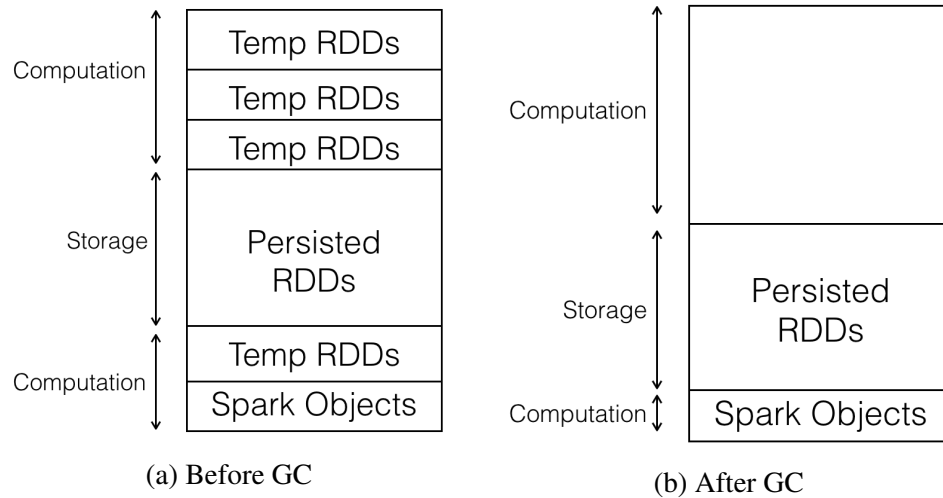 Computation
Temp RDDs
Temp RDDs
Temp RDDs
Storage
Persisted
RDDs
Computation
Temp RDDs
Spark Objects
(a) Before GC
Computation
Storage
Persisted
RDDs
Computation
Spark Objects
(b) After GC